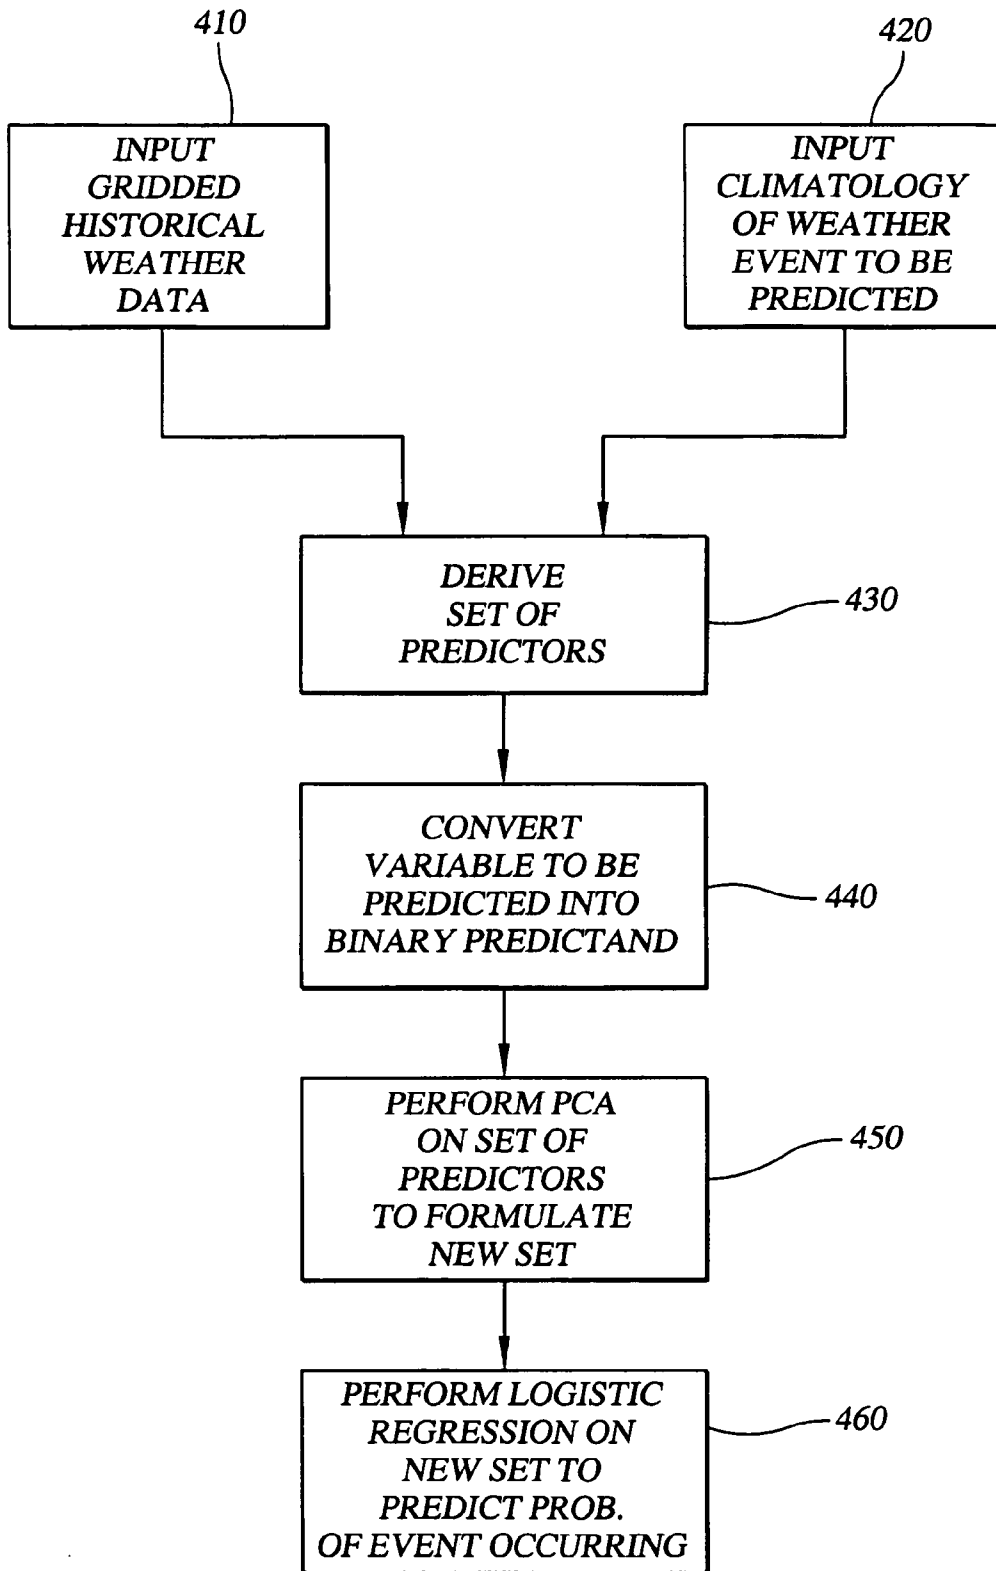 410
420
INPUT
GRIDDED
HISTORICAL
WEATHER
DATA
INPUT
CLIMATOLOGY
OF WEATHER
EVENT TO BE
PREDICTED
DERIVE
SET OF
PREDICTORS
430
CONVERT
VARIABLE TO BE
PREDICTED INTO
BINARY PREDICTAND
440
PERFORM PCA
ON SET OF
PREDICTORS
TO FORMULATE
NEW SET
450
PERFORM LOGISTIC
REGRESSION ON
NEW SET TO
PREDICT PROB.
OF EVENT OCCURRING
460